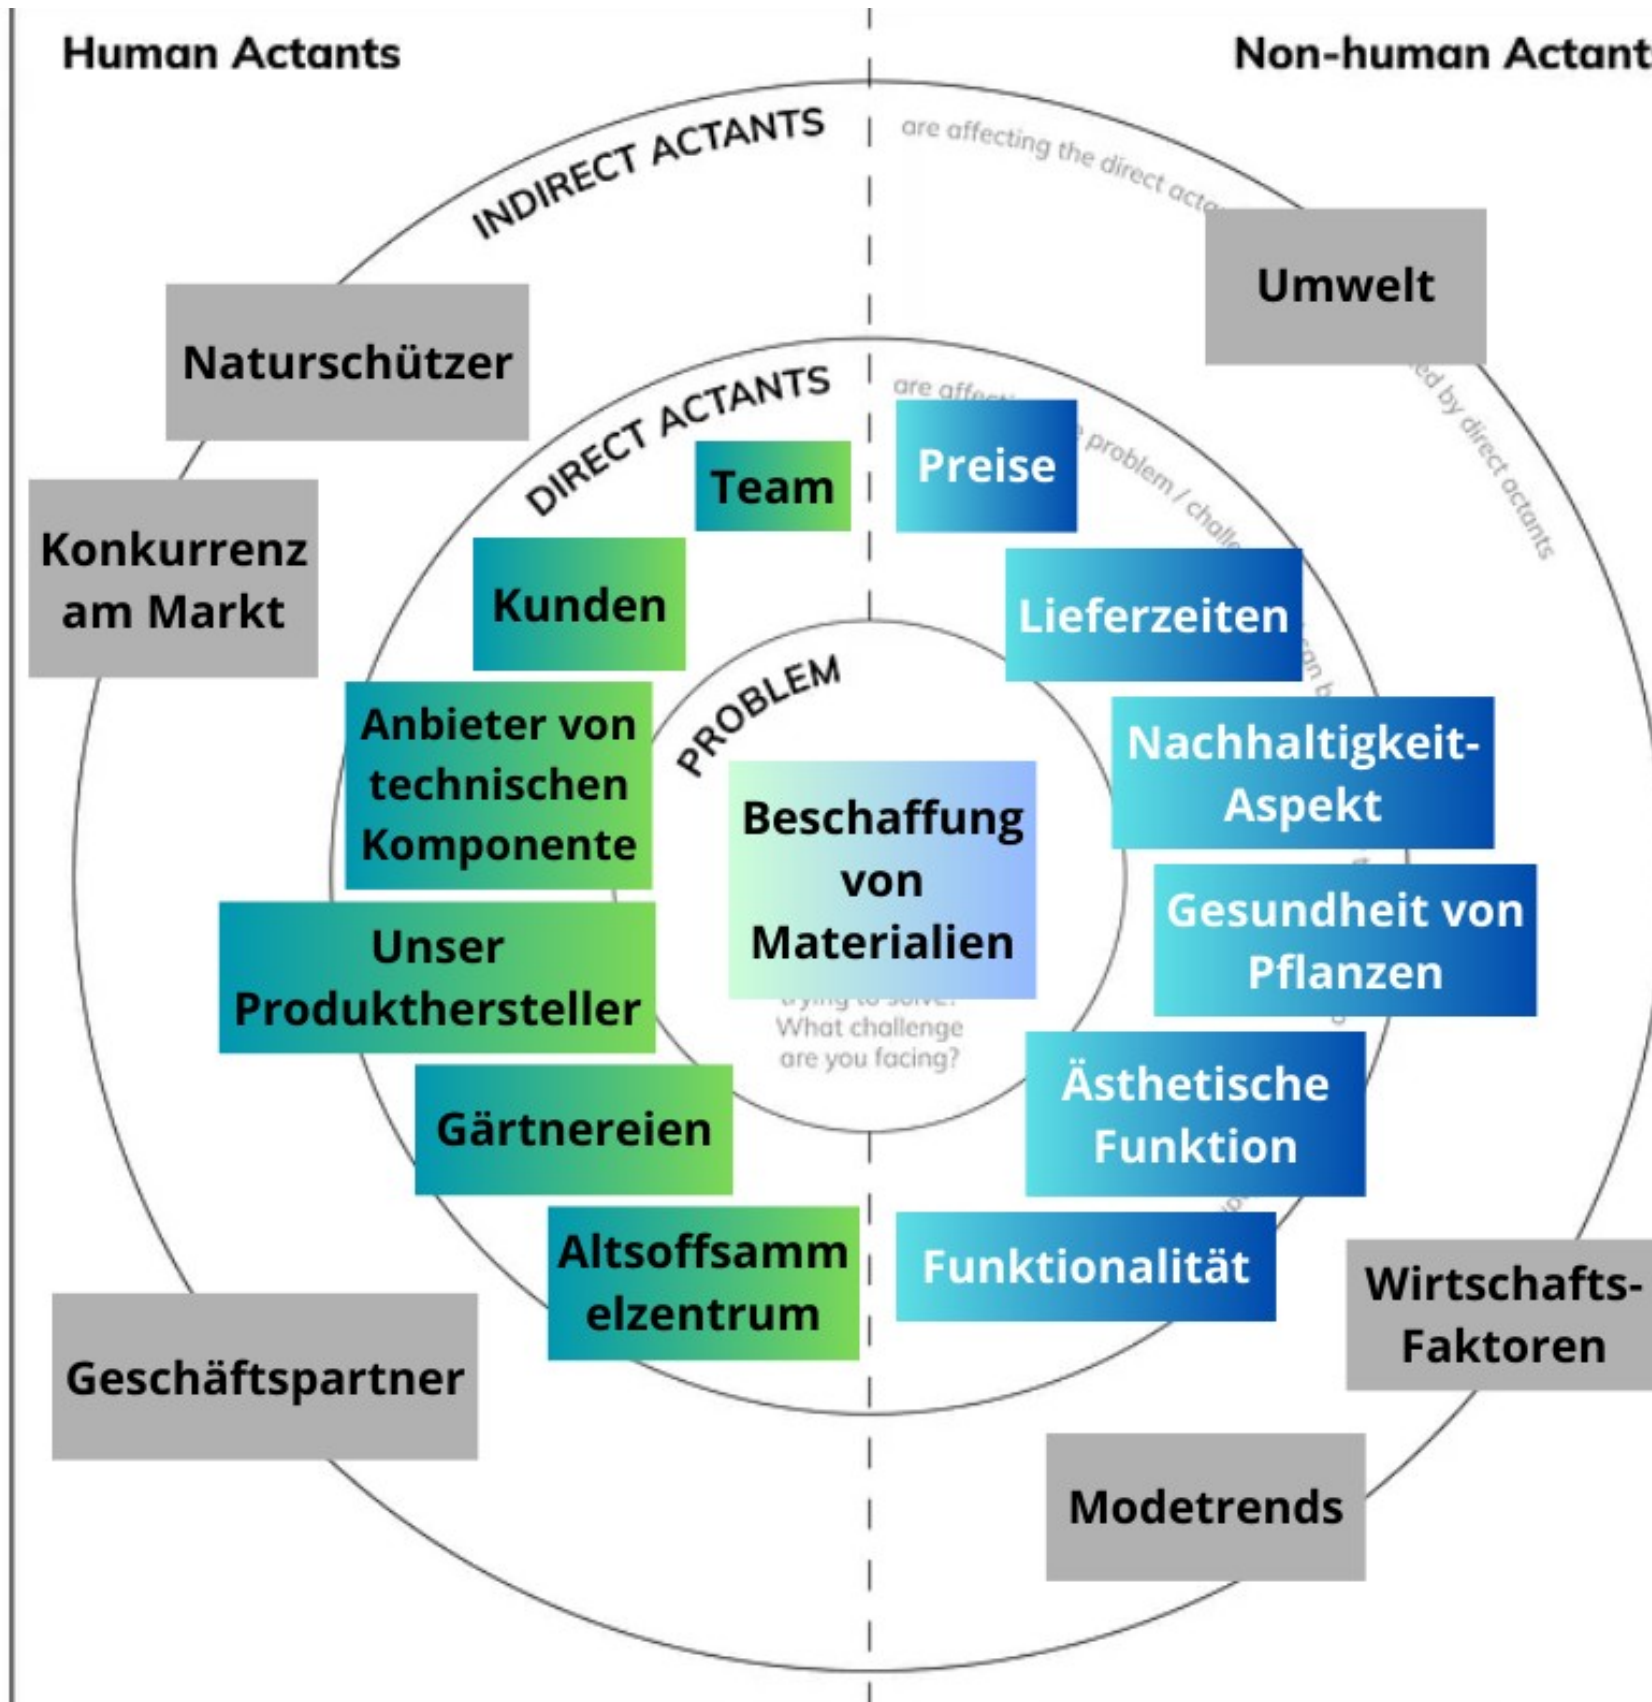 Human Actants
Non-human Actant
INDIRECT ACTANTS
are affecting the direct
Umwelt
ed by direct actants
Naturschützer
Konkurrenz
am Markt
DIRECT ACTANTS
are
problem / challe
Team
Preise
Kunden
Lieferzeiten
Anbieter von
technischen
Komponente
PROBLEM
Nachhaltigkeit-
Aspekt
Beschaffung
von
Materialien
trying to solve?
What challenge
are you facing?
Unser
Produkthersteller
Gesundheit von
Pflanzen
Gärtnereien
Ästhetische
Funktion
Altsoffsamm
elzentrum
Funktionalität
Geschäftspartner
Wirtschafts-
Faktoren
Modetrends